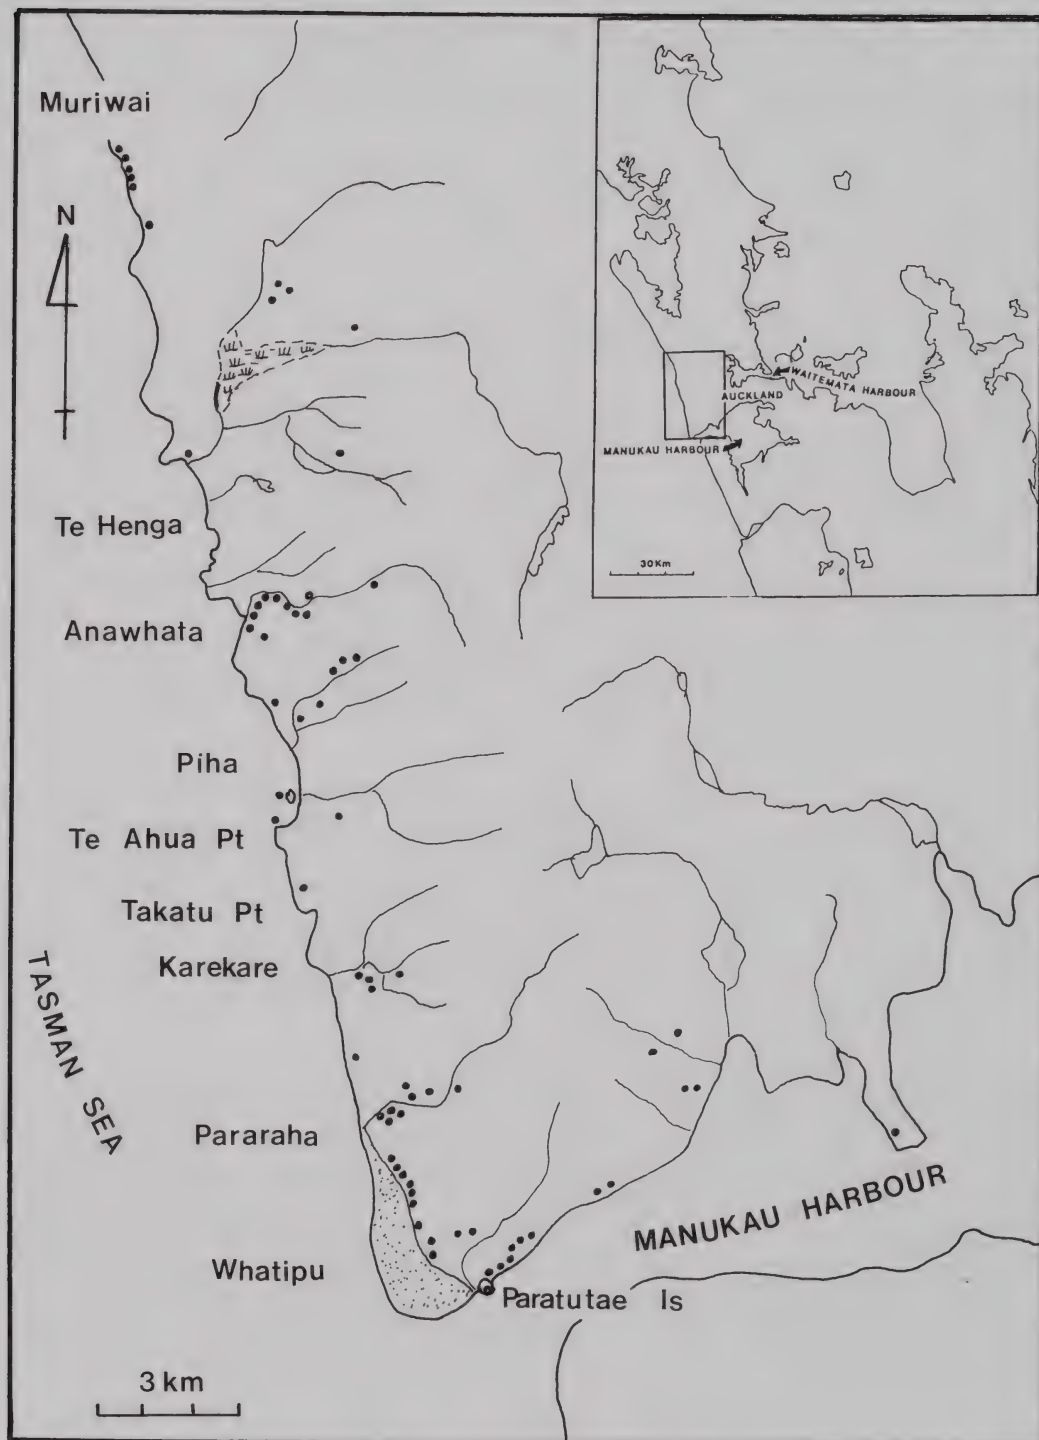 Muriwai
N
WAITEMATA HARBOUR
AUCKLAND
MANUKAU HARBOUR
30Km
Te Henga
Anawhata
Piha
Te Ahua Pt
Takatu Pt
Karekare
TASMAN SEA
Pararaha
MANUKAU HARBOUR
Whatipu
Paratutae Is
3 km